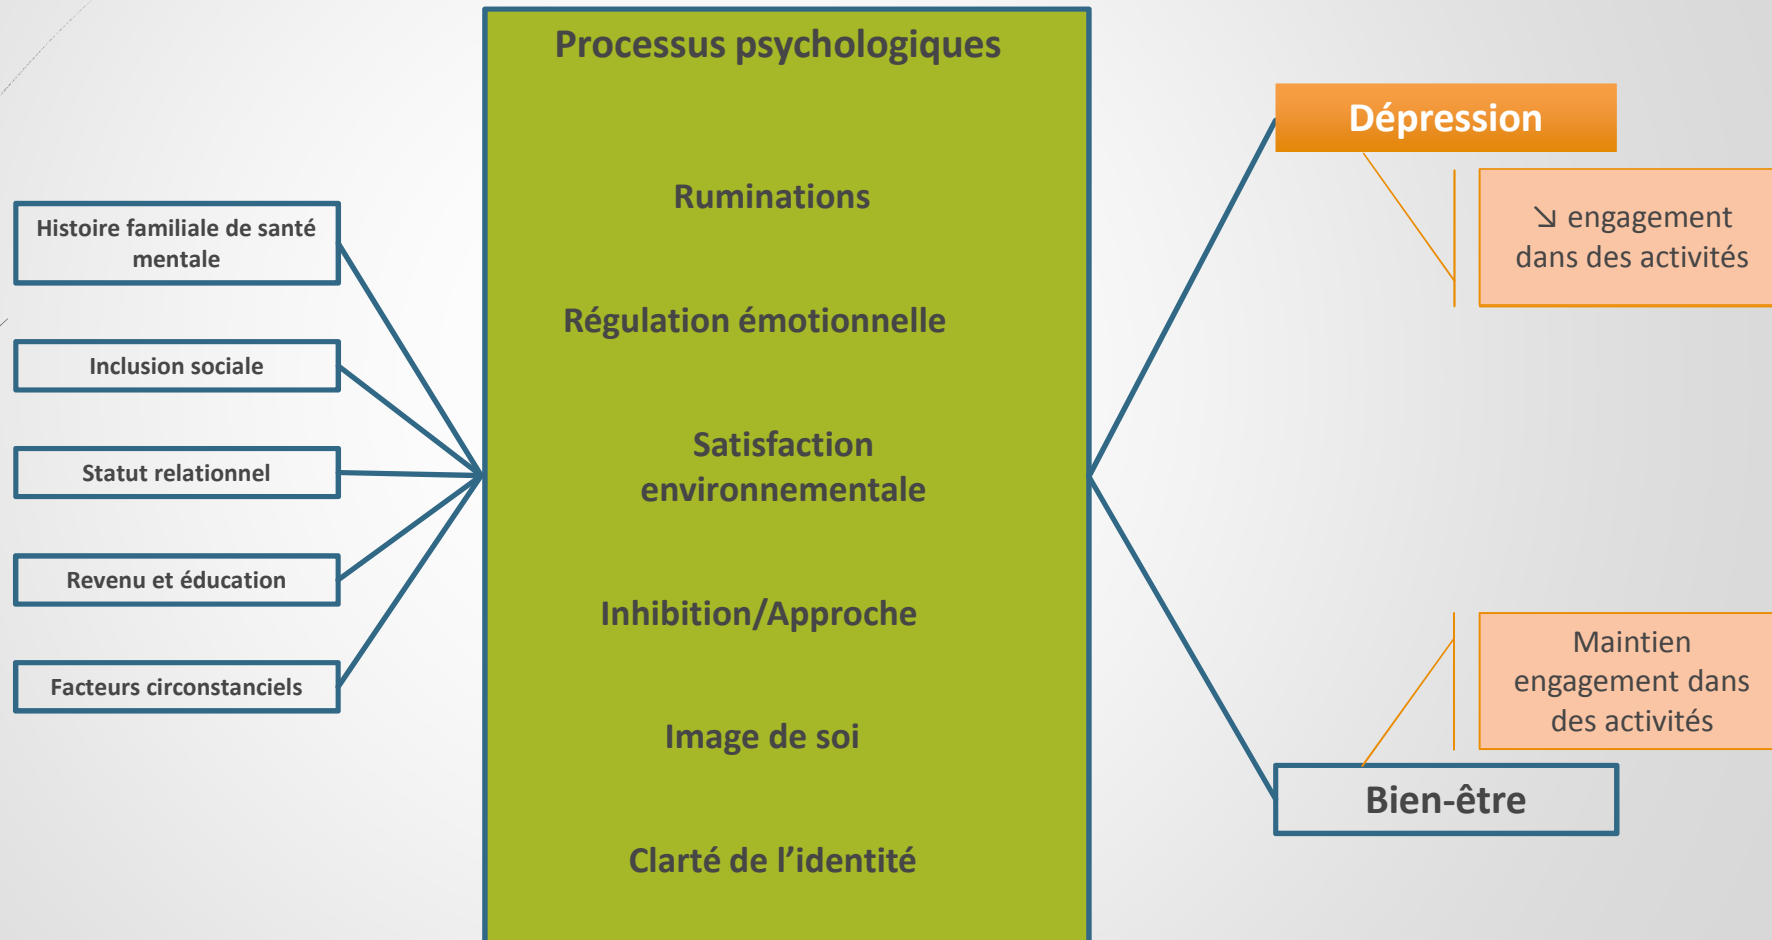 Processus psychologiques
Ruminations
Régulation émotionnelle
Satisfaction
environnementale
Inhibition/Approche
Image de soi
Clarté de l'identité
Histoire familiale de santé
mentale
Inclusion sociale
Statut relationnel
Revenu et éducation
Facteurs circonstanciels
Dépression
↘ engagement
dans des activités
Maintien
engagement dans
des activités
Bien-être